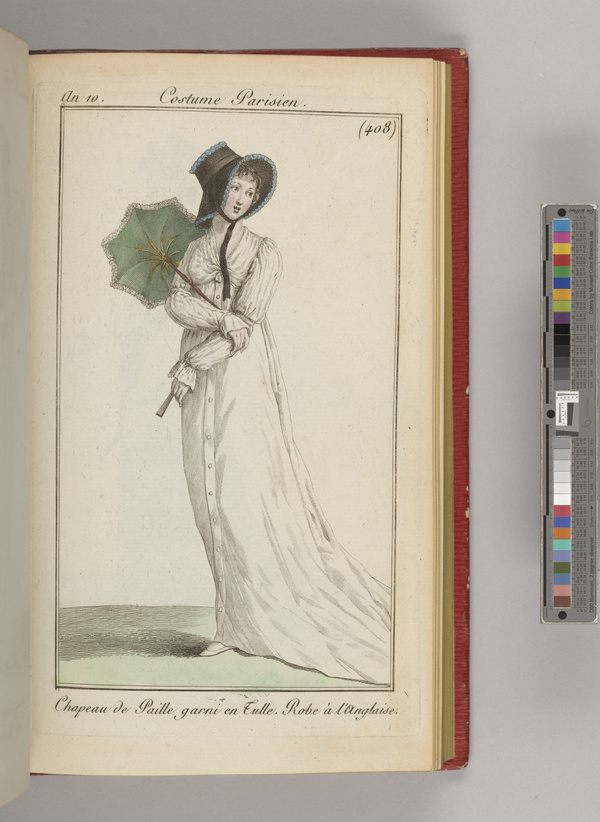 An 10. Costume Parisien.
(408)
Chapeau de Paille garni en Tulle. Robe à l'Anglaise.